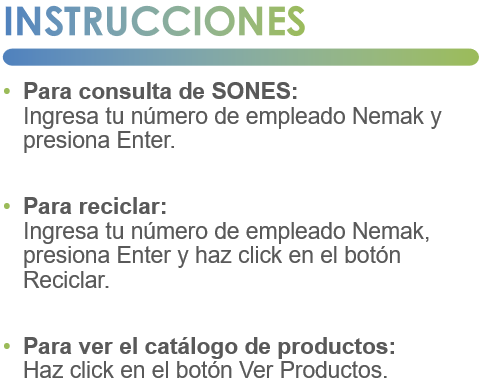 INSTRUCCIONES
• Para consulta de SONES:
Ingresa tu número de empleado Nemak y
presiona Enter.
• Para reciclar:
Ingresa tu número de empleado Nemak,
presiona Enter y haz click en el botón
Reciclar.
• Para ver el catálogo de productos:
Haz click en el botón Ver Productos.